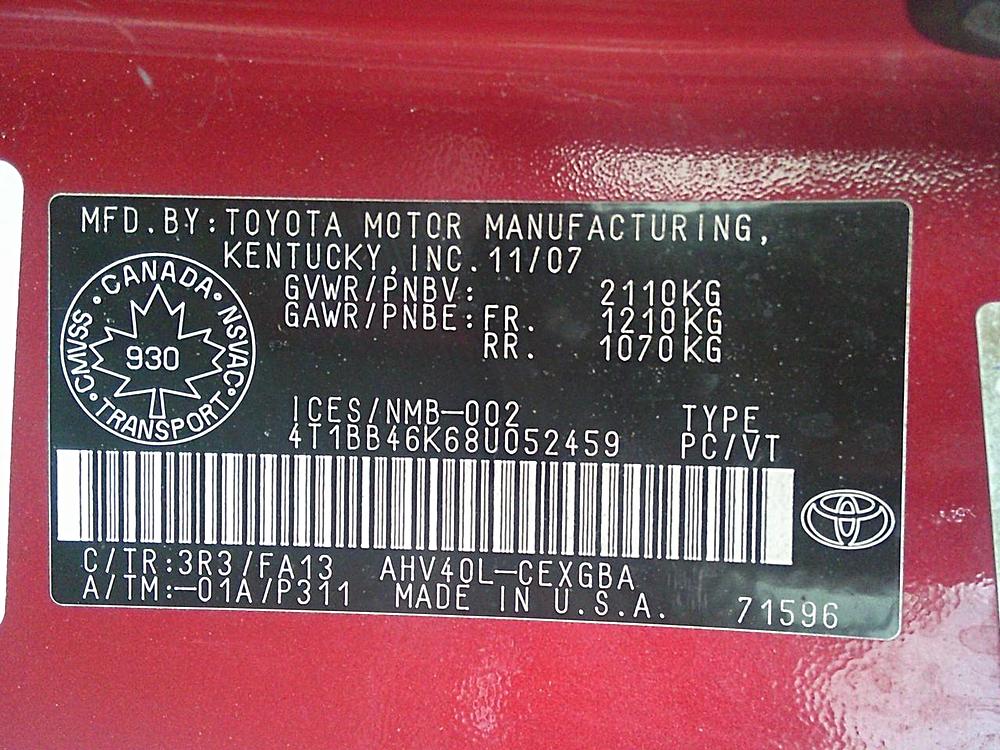 MFD.BY:TOYOTA MOTOR MANUFACTURING,
KENTUCKY,INC.11/07
GVWR/PNBV: 2110KG
GAWR/PNBE:FR. 1210KG
RR. 1070KG
CANADA
CMVSS
NSVAC
930
TRANSPORT
ICES/NMB-002 TYPE
4T1BB46K68U052459 PC/VT
C/TR:3R3/FA13 AHV40L-CEXGBA
A/TM:-01A/P311 MADE IN U.S.A. 71596